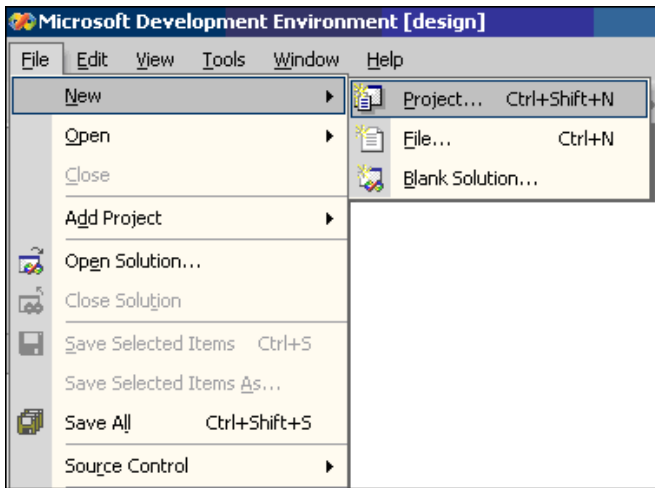 Microsoft Development Environment [design]
File Edit View Tools Window Help
New
Project... Ctrl+Shift+N
Open
File... Ctrl+N
Close
Blank Solution...
Add Project
Open Solution...
Close Solution
Save Selected Items Ctrl+S
Save Selected Items As...
Save All Ctrl+Shift+S
Source Control